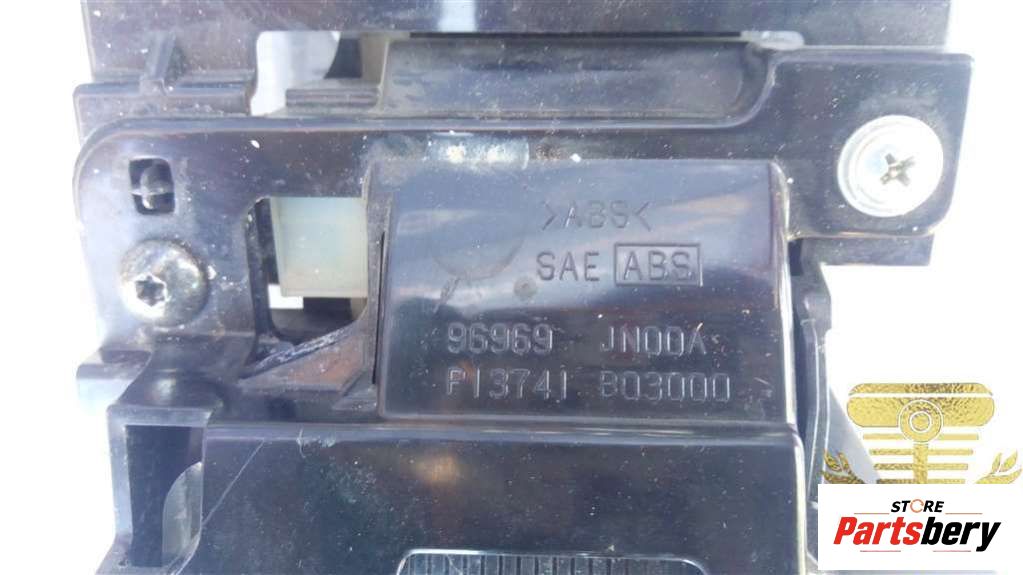 >ABS<
SAE ABS
96969 JN00A
P13741 B03000
STORE
Partsbery